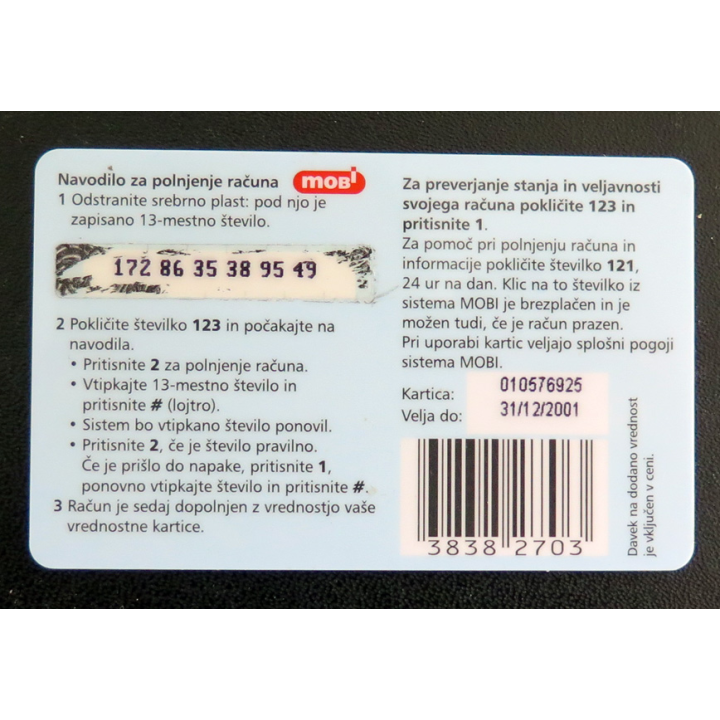 Navodilo za polnjenje računa mobi
1 Odstranite srebrno plast: pod njo je
zapisano 13-mestno število.
172 86 35 38 95 49
2 Pokličite številko 123 in počakajte na
navodila.
• Pritisnite 2 za polnjenje računa.
• Vtipkajte 13-mestno število in
pritisnite # (lojtro).
• Sistem bo vtipkano število ponovil.
• Pritisnite 2, če je število pravilno.
Če je prišlo do napake, pritisnite 1,
ponovno vtipkajte število in pritisnite #.
3 Račun je sedaj dopolnjen z vrednostjo vaše
vrednostne kartice.
Za preverjanje stanja in veljavnosti
svojega računa pokličite 123 in
pritisnite 1.
Za pomoč pri polnjenju računa in
informacije pokličite številko 121,
24 ur na dan. Klic na to številko iz
sistema MOBI je brezplačen in je
možen tudi, če je račun prazen.
Pri uporabi kartic veljajo splošni pogoji
sistema MOBI.
Kartica: 010576925
Velja do: 31/12/2001
3838 2703
Davek na dodano vrednost
je vključen v ceni.